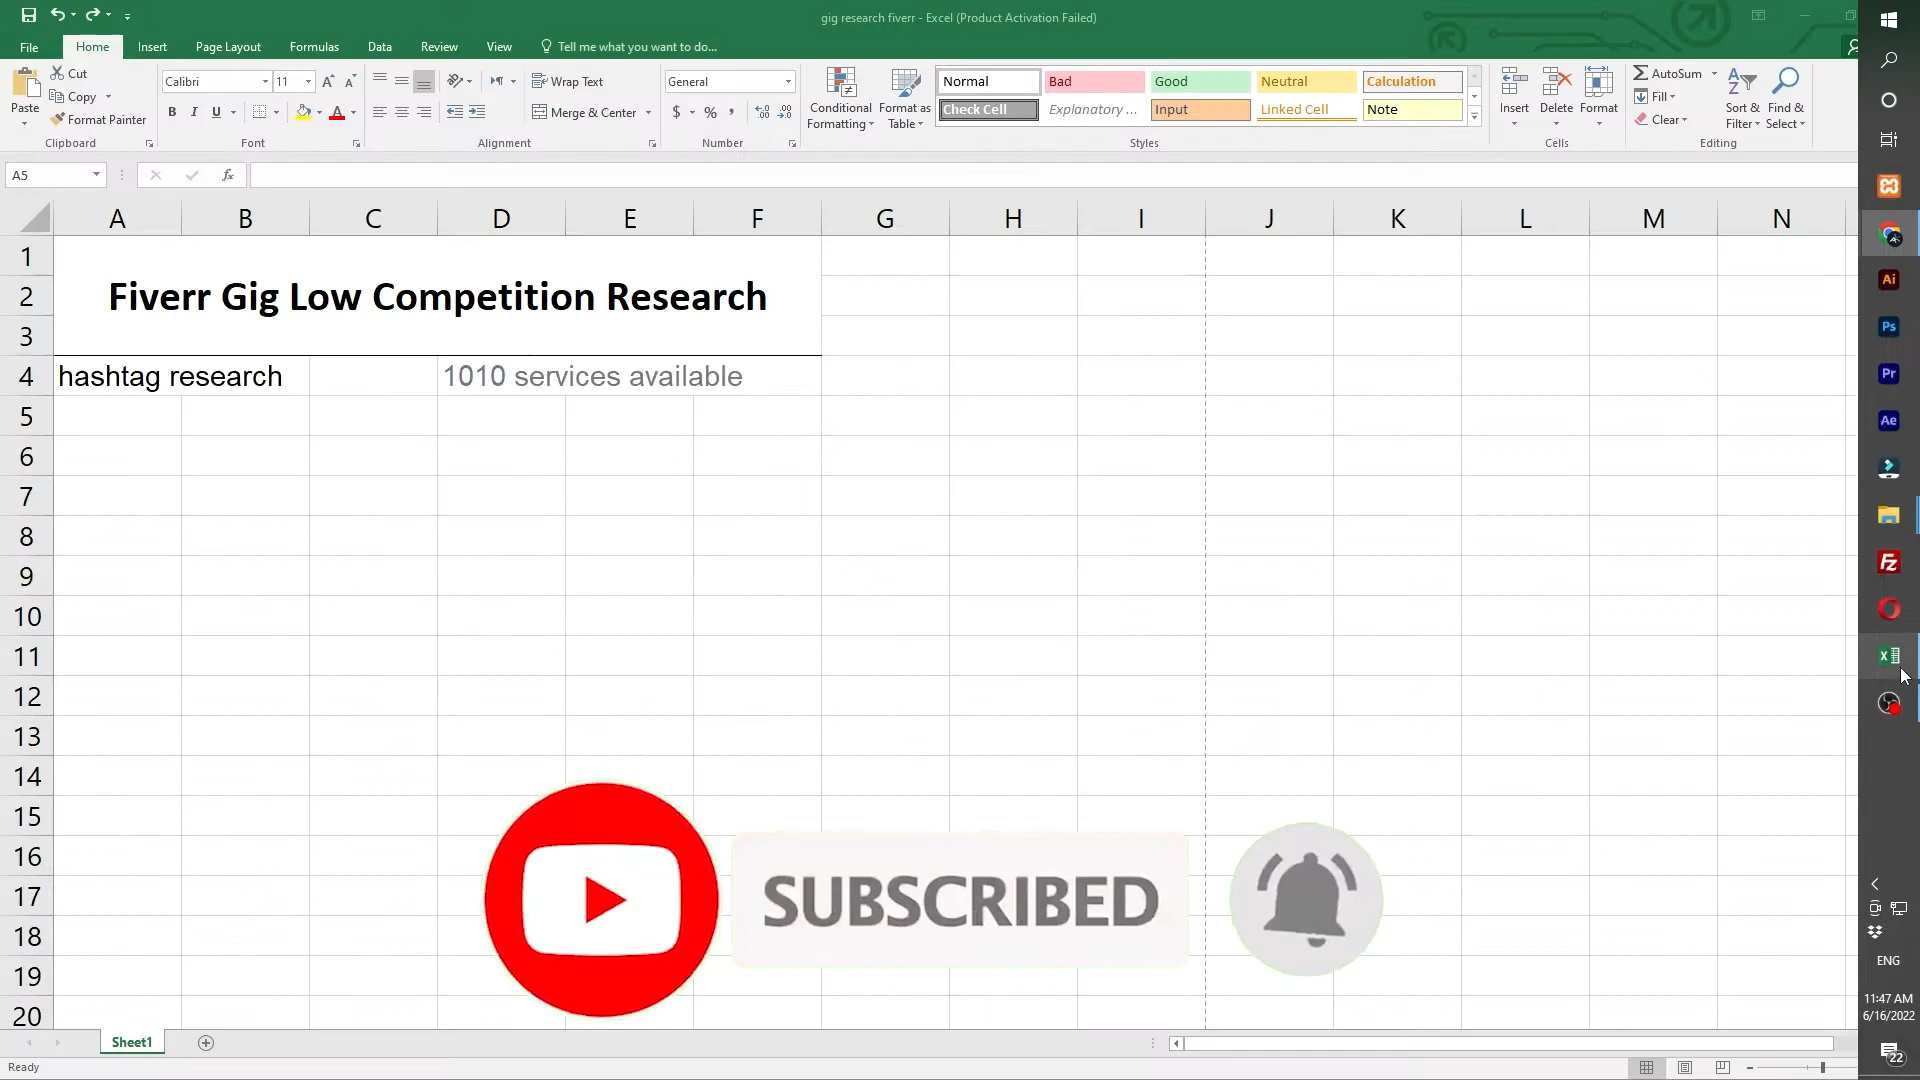 gig research fiverr - Excel (Product Activation Failed)
File Home Insert Page Layout Formulas Data Review View Tell me what you want to do...
Paste
Cut
Copy
Format Painter
Clipboard
Calibri 11
B I U
Font
Wrap Text
Merge & Center
Alignment
General
$ % ,
Number
Conditional Formatting
Format as Table
Normal Bad Good Neutral Calculation
Check Cell Explanatory ... Input Linked Cell Note
Styles
Insert Delete Format
Cells
AutoSum
Fill
Clear
Sort & Filter
Find & Select
Editing
A5
fx
A B C D E F G H I J K L M N
1
2 Fiverr Gig Low Competition Research
3
4 hashtag research 1010 services available
5
6
7
8
9
10
11
12
13
14
15
16
17
18
19
20
SUBSCRIBED
Sheet1
Ready
Ai
Ps
Pr
Ae
Fz
ENG
11:47 AM
6/16/2022
22